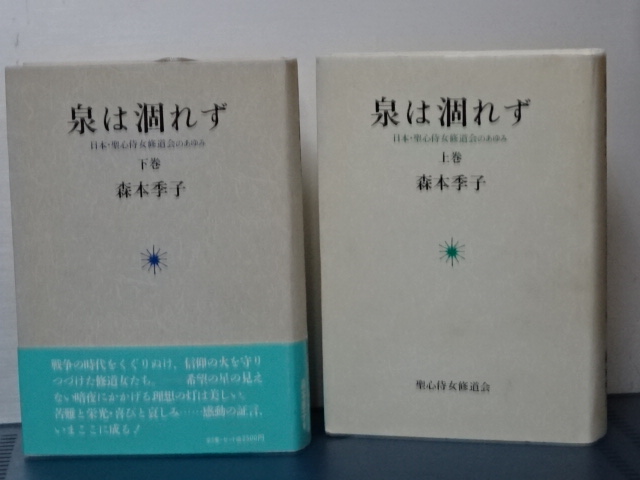 泉は涸れず
日本・聖心侍女修道会のあゆみ
下巻
森本季子
戦争の時代をくぐりぬけ、信仰の火を守り
つづけた修道女たち。――希望の星の見え
ない暗夜にかかげる理想の灯は美しい。
苦難と栄光・喜びと哀しみ……感動の証言、
いまここに成る!
泉は涸れず
日本・聖心侍女修道会のあゆみ
上巻
森本季子
聖心侍女修道会